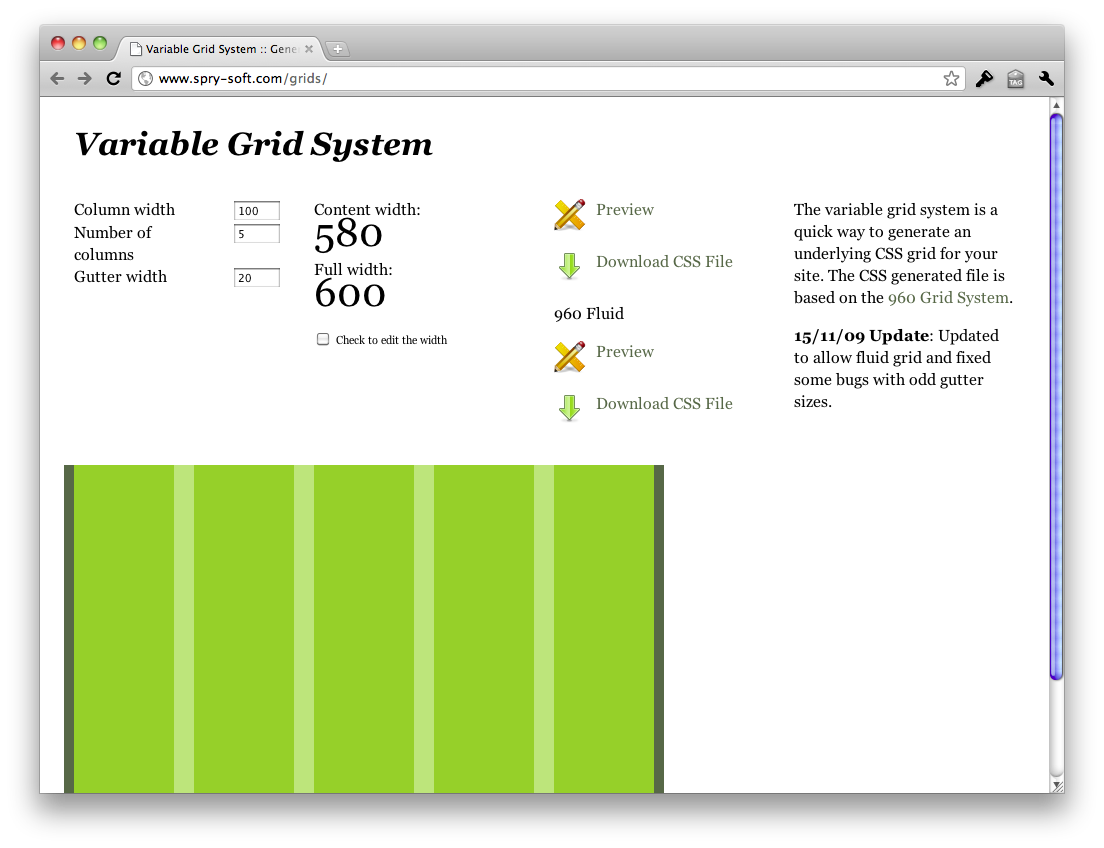 Variable Grid System :: Gene
www.spry-soft.com/grids/
TAG
Variable Grid System
Column width 100
Number of columns 5
Gutter width 20
Content width:
580
Full width:
600
Check to edit the width
Preview
Download CSS File
960 Fluid
Preview
Download CSS File
The variable grid system is a
quick way to generate an
underlying CSS grid for your
site. The CSS generated file is
based on the 960 Grid System.
15/11/09 Update: Updated
to allow fluid grid and fixed
some bugs with odd gutter
sizes.